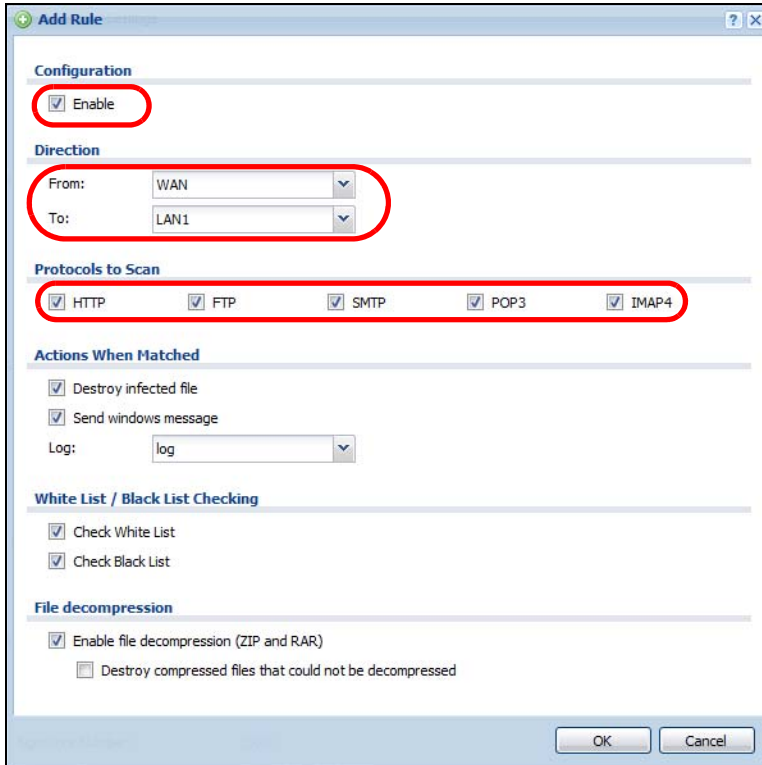 Add Rule
Configuration
Enable
Direction
From: WAN
To: LAN1
Protocols to Scan
HTTP FTP SMTP POP3 IMAP4
Actions When Matched
Destroy infected file
Send windows message
Log: log
White List / Black List Checking
Check White List
Check Black List
File decompression
Enable file decompression (ZIP and RAR)
Destroy compressed files that could not be decompressed
OK Cancel